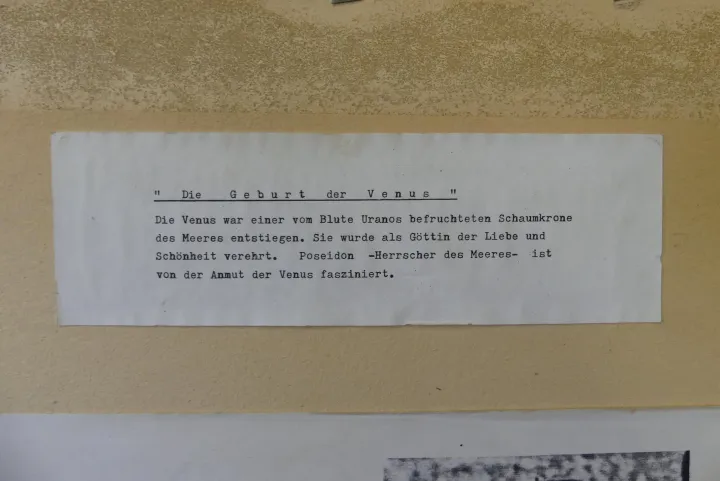 " Die Geburt der Venus "
Die Venus war einer vom Blute Uranos befruchteten Schaumkrone
des Meeres entstiegen. Sie wurde als Göttin der Liebe und
Schönheit verehrt. Poseidon -Herrscher des Meeres- ist
von der Anmut der Venus fasziniert.